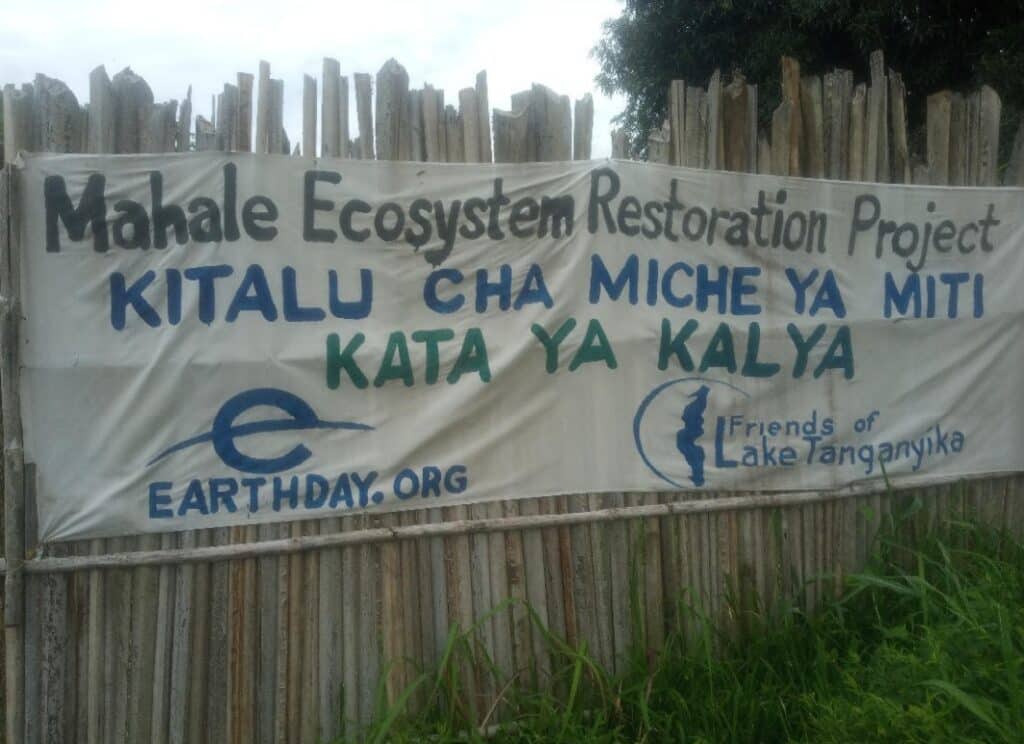 Mahale Ecosystem Restoration Project
KITALU CHA MICHE YA MITI
KATA YA KALYA
e
EARTHDAY.ORG
Friends of
Lake Tanganyika